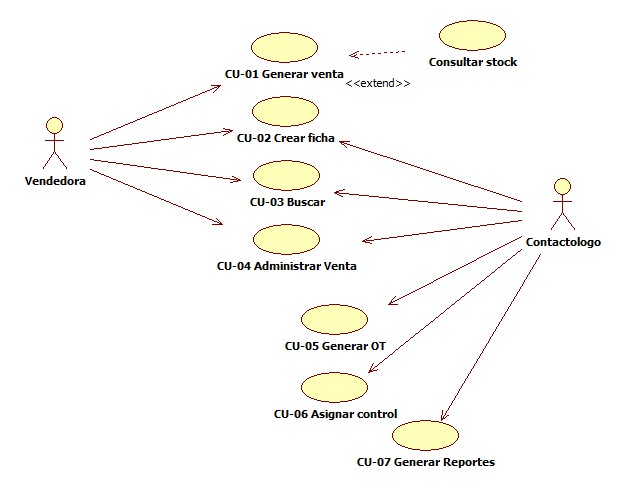 Consultar stock
CU-01 Generar venta
<<extend>>
CU-02 Crear ficha
Vendedora
CU-03 Buscar
Contactologo
CU-04 Administrar Venta
CU-05 Generar OT
CU-06 Asignar control
CU-07 Generar Reportes